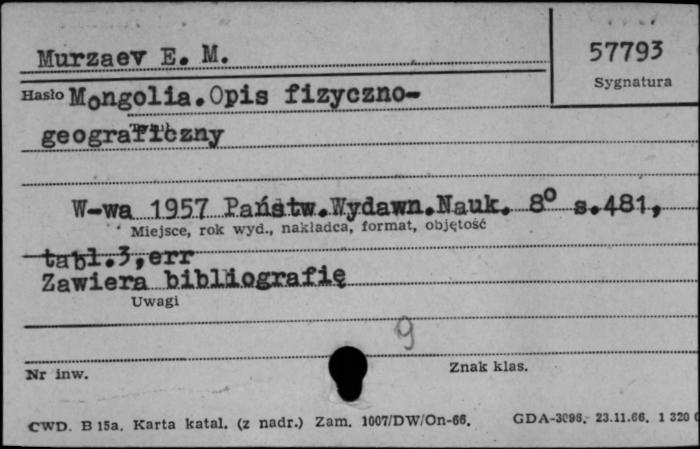 Murzaev E. M.
57793
Sygnatura
Hasło Mongolia.Opis fizyczno-
geograficzny
W-wa 1957 Państw.Wydawn.Nauk. 8° s.481,
Miejsce, rok wyd., nakładca, format, objętość
tabl.3,err
Zawiera bibliografię
Uwagi
9
Nr inw.
Znak klas.
CWD. B 15a. Karta katal. (z nadr.) Zam. 1007/DW/On-66. GDA-3096. 23.11.66. 1 320 0